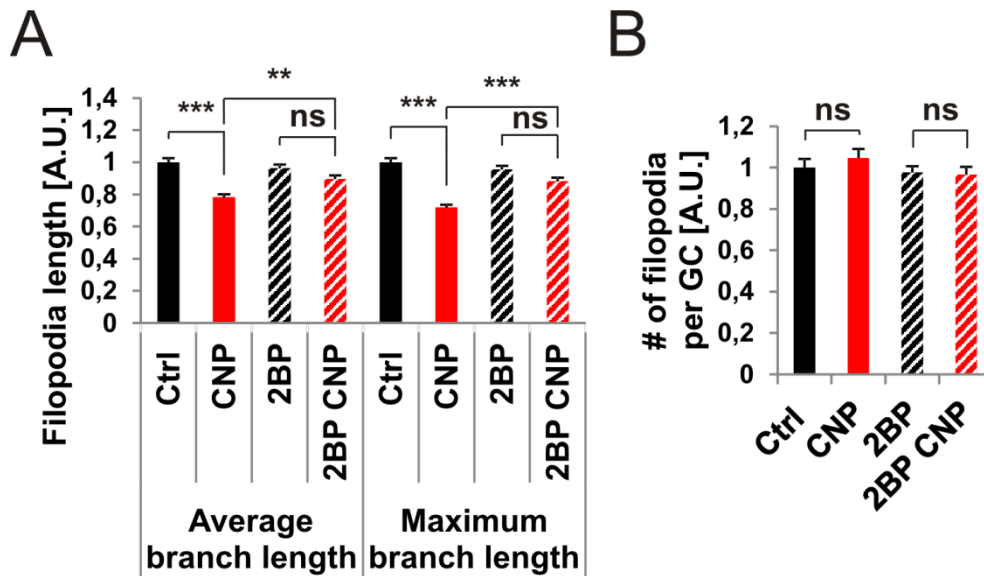 A
Filopodia length [A.U.]
1,4
1,2
1
0,8
0,6
0,4
0,2
0
***
**
ns
***
***
ns
Ctrl
CNP
2BP
2BP CNP
Ctrl
CNP
2BP
2BP CNP
Average
branch length
Maximum
branch length
B
# of filopodia
per GC [A.U.]
1,2
1
0,8
0,6
0,4
0,2
0
ns
ns
Ctrl
CNP
2BP
2BP CNP